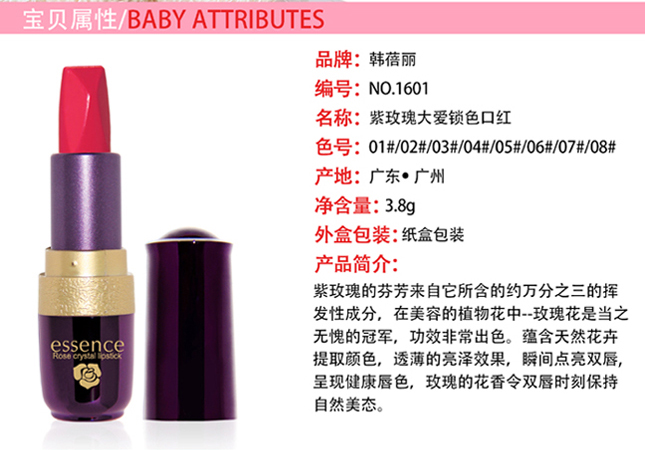 宝贝属性/BABY ATTRIBUTES
品牌：韩蓓丽
编号：NO.1601
名称：紫玫瑰大爱锁色口红
色号：01#/02#/03#/04#/05#/06#/07#/08#
产地：广东• 广州
净含量：3.8g
外盒包装：纸盒包装
产品简介：
紫玫瑰的芬芳来自它所含的约万分之三的挥
发性成分，在美容的植物花中--玫瑰花是当之
无愧的冠军，功效非常出色。蕴含天然花卉
提取颜色，透薄的亮泽效果，瞬间点亮双唇，
呈现健康唇色，玫瑰的花香令双唇时刻保持
自然美态。
essence
Rose crystal lipstick